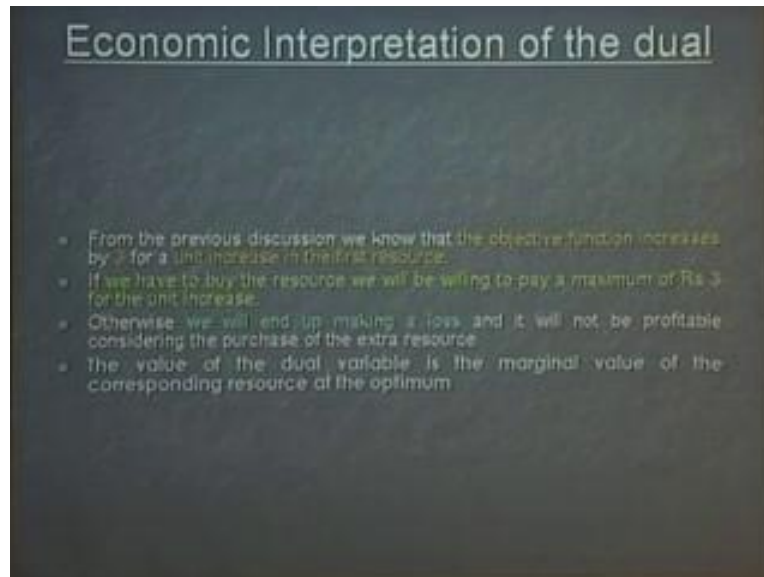 Economic Interpretation of the dual
From the previous discussion we know that the objective function increases
by 3 for a unit increase in the first resource.
If we have to buy the resource we will be willing to pay a maximum of Rs 3
for the unit increase.
Otherwise we will end up making a loss and it will not be profitable
considering the purchase of the extra resource
The value of the dual variable is the marginal value of the
corresponding resource at the optimum